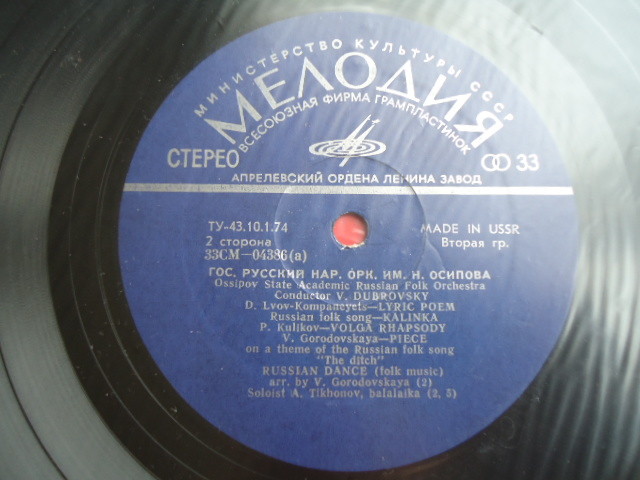 МИНИСТЕРСТВО КУЛЬТУРЫ СССР
МЕЛОДИЯ
ВСЕСОЮЗНАЯ ФИРМА ГРАМПЛАСТИНОК
СТЕРЕО
33
АПРЕЛЕВСКИЙ ОРДЕНА ЛЕНИНА ЗАВОД
ТУ-43.10.1.74
MADE IN USSR
2 сторона
Вторая гр.
33СМ—04386(а)
ГОС. РУССКИЙ НАР. ОРК. ИМ. Н. ОСИПОВА
Ossipov State Academic Russian Folk Orchestra
Conductor V. DUBROVSKY
D. Lvov-Kompaneyets—LYRIC POEM
Russian folk song—KALINKA
P. Kulikov—VOLGA RHAPSODY
V. Gorodovskaya—PIECE
on a theme of the Russian folk song
"The ditch"
RUSSIAN DANCE (folk music)
arr. by V. Gorodovskaya (2)
Soloist A. Tikhonov, balalaika (2, 5)